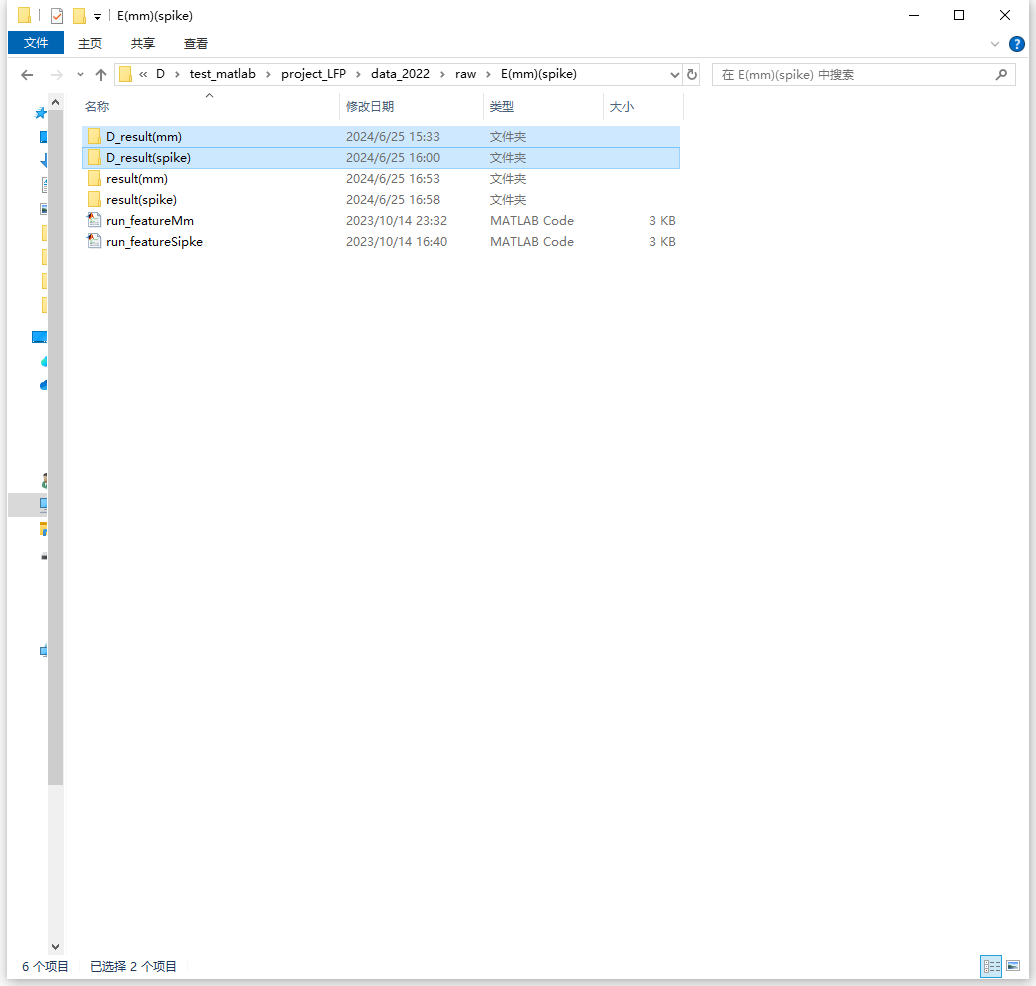 E(mm)(spike)
文件 主页 共享 查看
« D › test_matlab › project_LFP › data_2022 › raw › E(mm)(spike)
在 E(mm)(spike) 中搜索
名称 修改日期 类型 大小
D_result(mm) 2024/6/25 15:33 文件夹
D_result(spike) 2024/6/25 16:00 文件夹
result(mm) 2024/6/25 16:53 文件夹
result(spike) 2024/6/25 16:58 文件夹
run_featureMm 2023/10/14 23:32 MATLAB Code 3 KB
run_featureSipke 2023/10/14 16:40 MATLAB Code 3 KB
6 个项目 已选择 2 个项目